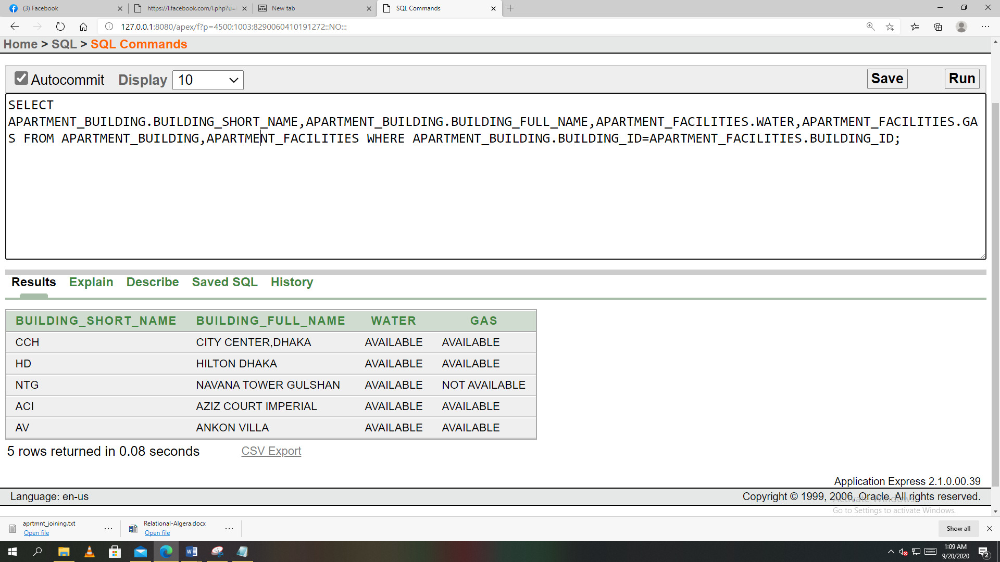 (3) Facebook
https://l.facebook.com/l.php?u=
New tab
SQL Commands
127.0.0.1:8080/apex/f?p=4500:1003:8290060410191272::NO:::
Home > SQL > SQL Commands
Autocommit Display 10 Save Run
SELECT
APARTMENT_BUILDING.BUILDING_SHORT_NAME,APARTMENT_BUILDING.BUILDING_FULL_NAME,APARTMENT_FACILITIES.WATER,APARTMENT_FACILITIES.GA
S FROM APARTMENT_BUILDING,APARTMENT_FACILITIES WHERE APARTMENT_BUILDING.BUILDING_ID=APARTMENT_FACILITIES.BUILDING_ID;
Results Explain Describe Saved SQL History
BUILDING_SHORT_NAME BUILDING_FULL_NAME WATER GAS
CCH CITY CENTER,DHAKA AVAILABLE AVAILABLE
HD HILTON DHAKA AVAILABLE AVAILABLE
NTG NAVANA TOWER GULSHAN AVAILABLE NOT AVAILABLE
ACI AZIZ COURT IMPERIAL AVAILABLE AVAILABLE
AV ANKON VILLA AVAILABLE AVAILABLE
5 rows returned in 0.08 seconds CSV Export
Application Express 2.1.0.00.39
Language: en-us Copyright © 1999, 2006, Oracle. All rights reserved.
Activate Windows
Go to Settings to activate Windows.
aprtmnt_joining.txt
Open file
Relational-Algera.docx
Open file
Show all
1:09 AM
9/20/2020
2